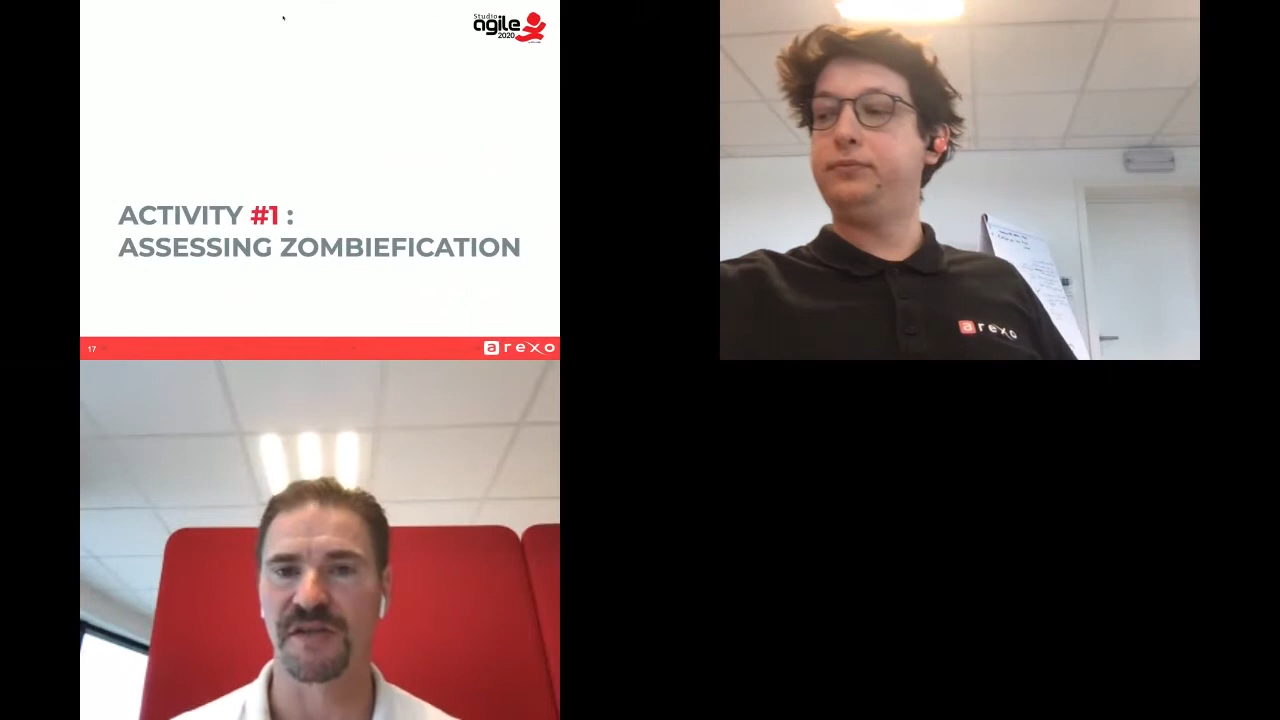 Studio
agile
2020
ACTIVITY #1 :
ASSESSING ZOMBIEFICATION
17
arexo
arexo